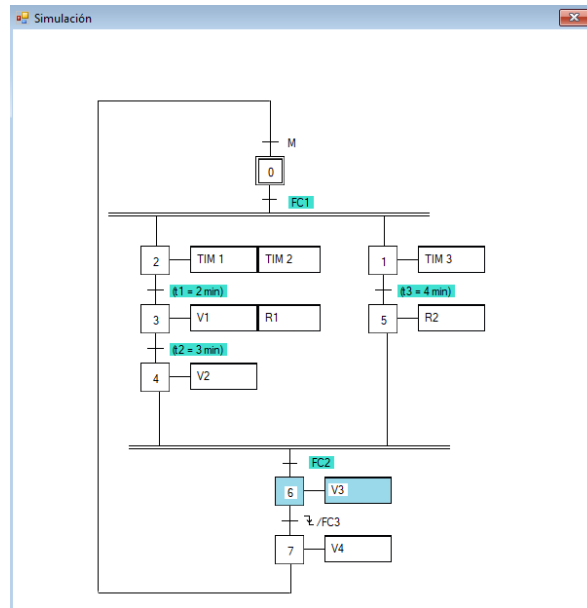 Simulación
M
0
FC1
2 TIM 1 TIM 2
1 TIM 3
(t1 = 2 min)
(t3 = 4 min)
3 V1 R1
5 R2
(t2 = 3 min)
4 V2
FC2
6 V3
/FC3
7 V4